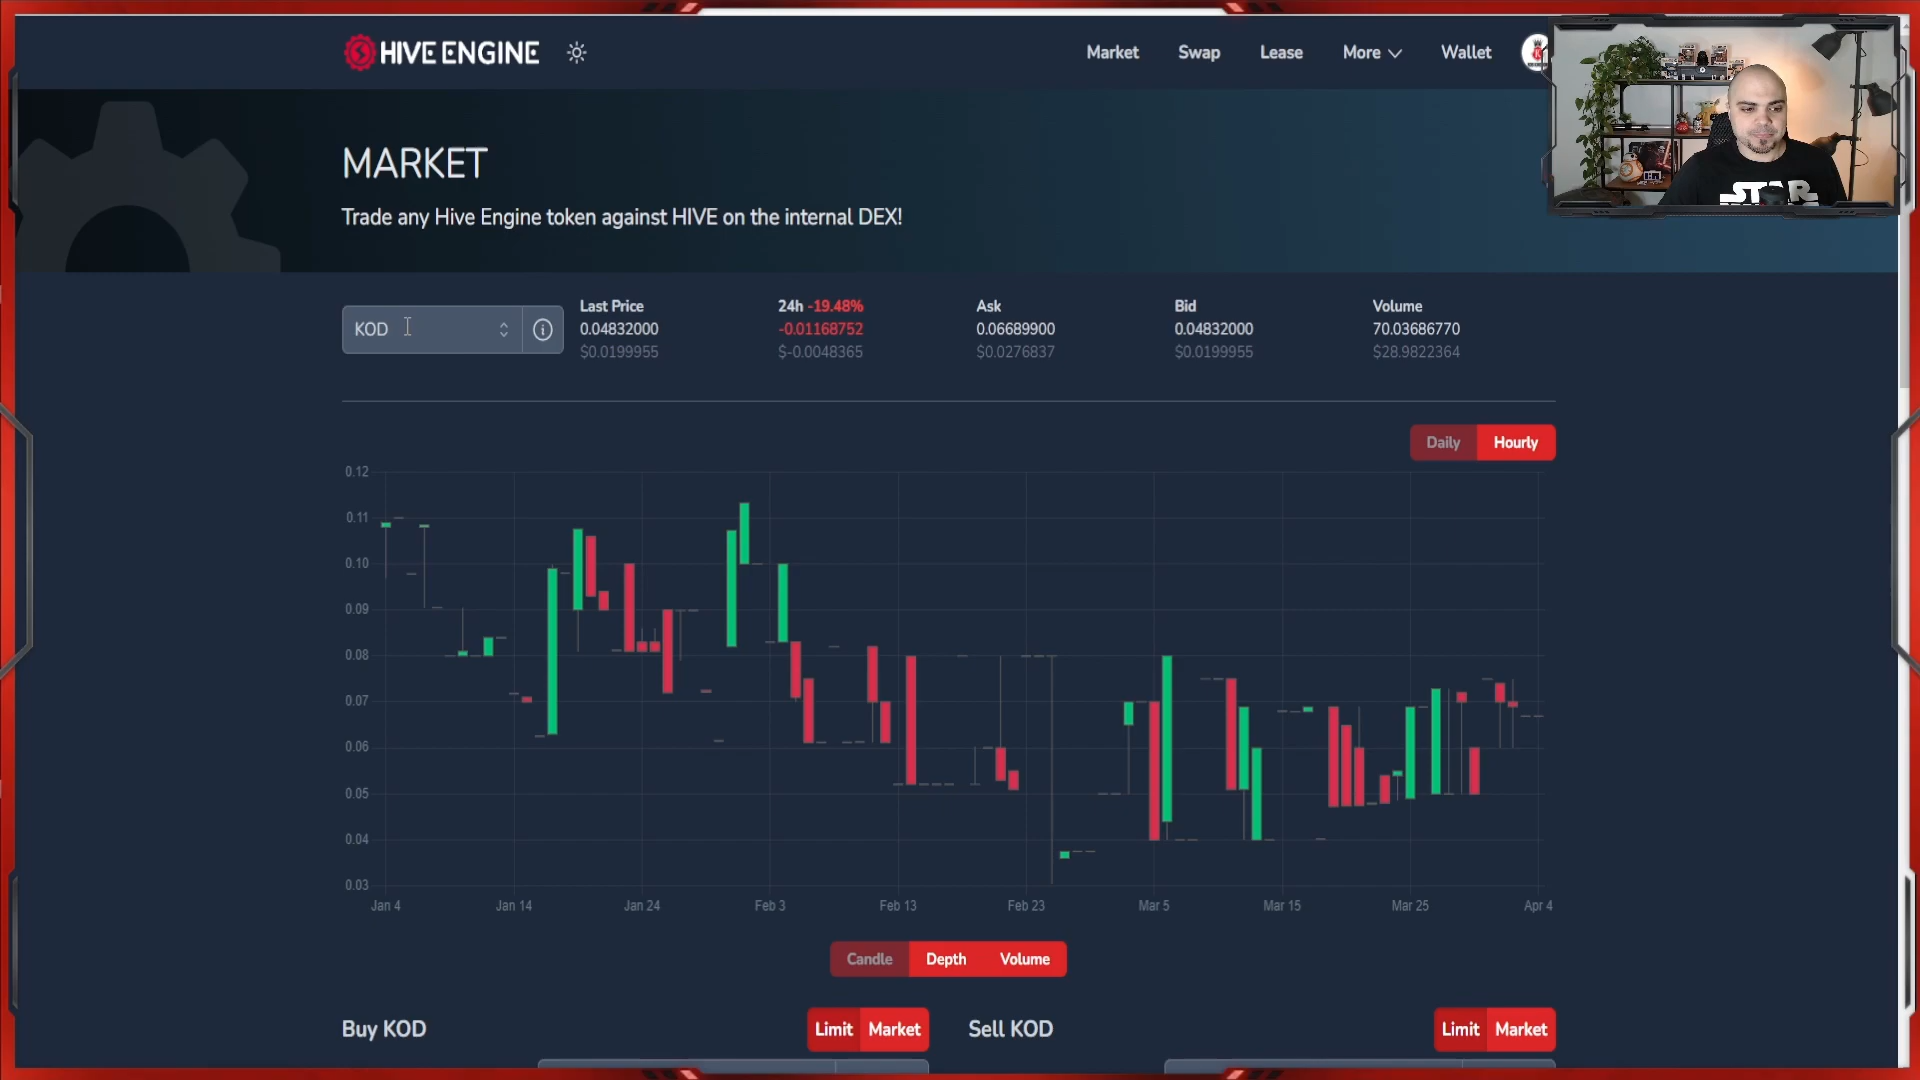 HIVE ENGINE
Market Swap Lease More Wallet
STAR
MARKET
Trade any Hive Engine token against HIVE on the internal DEX!
KOD
Last Price
0.04832000
$0.0199955
24h -19.48%
-0.01168752
$-0.0048365
Ask
0.06689900
$0.0276837
Bid
0.04832000
$0.0199955
Volume
70.03686770
$28.9822364
Daily Hourly
0.12
0.11
0.10
0.09
0.08
0.07
0.06
0.05
0.04
0.03
Jan 4 Jan 14 Jan 24 Feb 3 Feb 13 Feb 23 Mar 5 Mar 15 Mar 25 Apr 4
Candle Depth Volume
Buy KOD Limit Market Sell KOD Limit Market